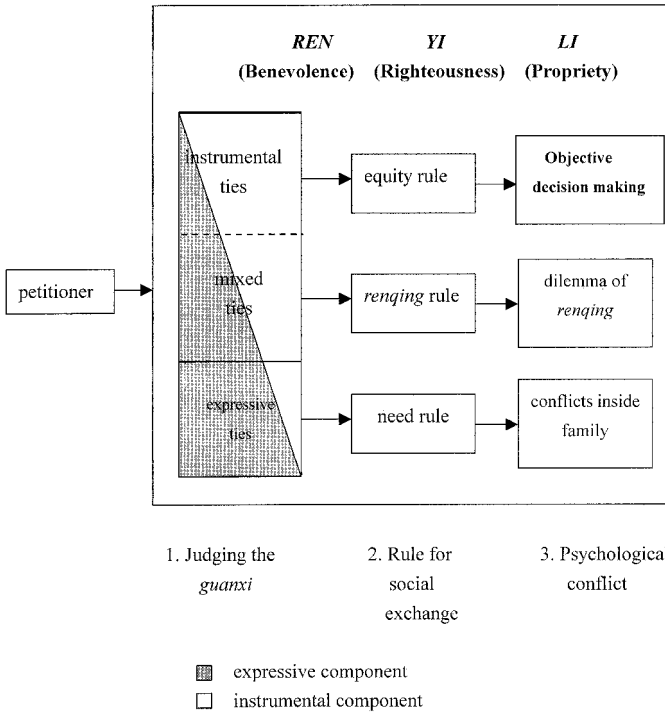 REN YI LI
(Benevolence) (Righteousness) (Propriety)
instrumental
ties
equity rule
Objective
decision making
petitioner
mixed
ties
renqing rule
dilemma of
renqing
expressive
ties
need rule
conflicts inside
family
1. Judging the
guanxi
2. Rule for
social
exchange
3. Psychological
conflict
expressive component
instrumental component